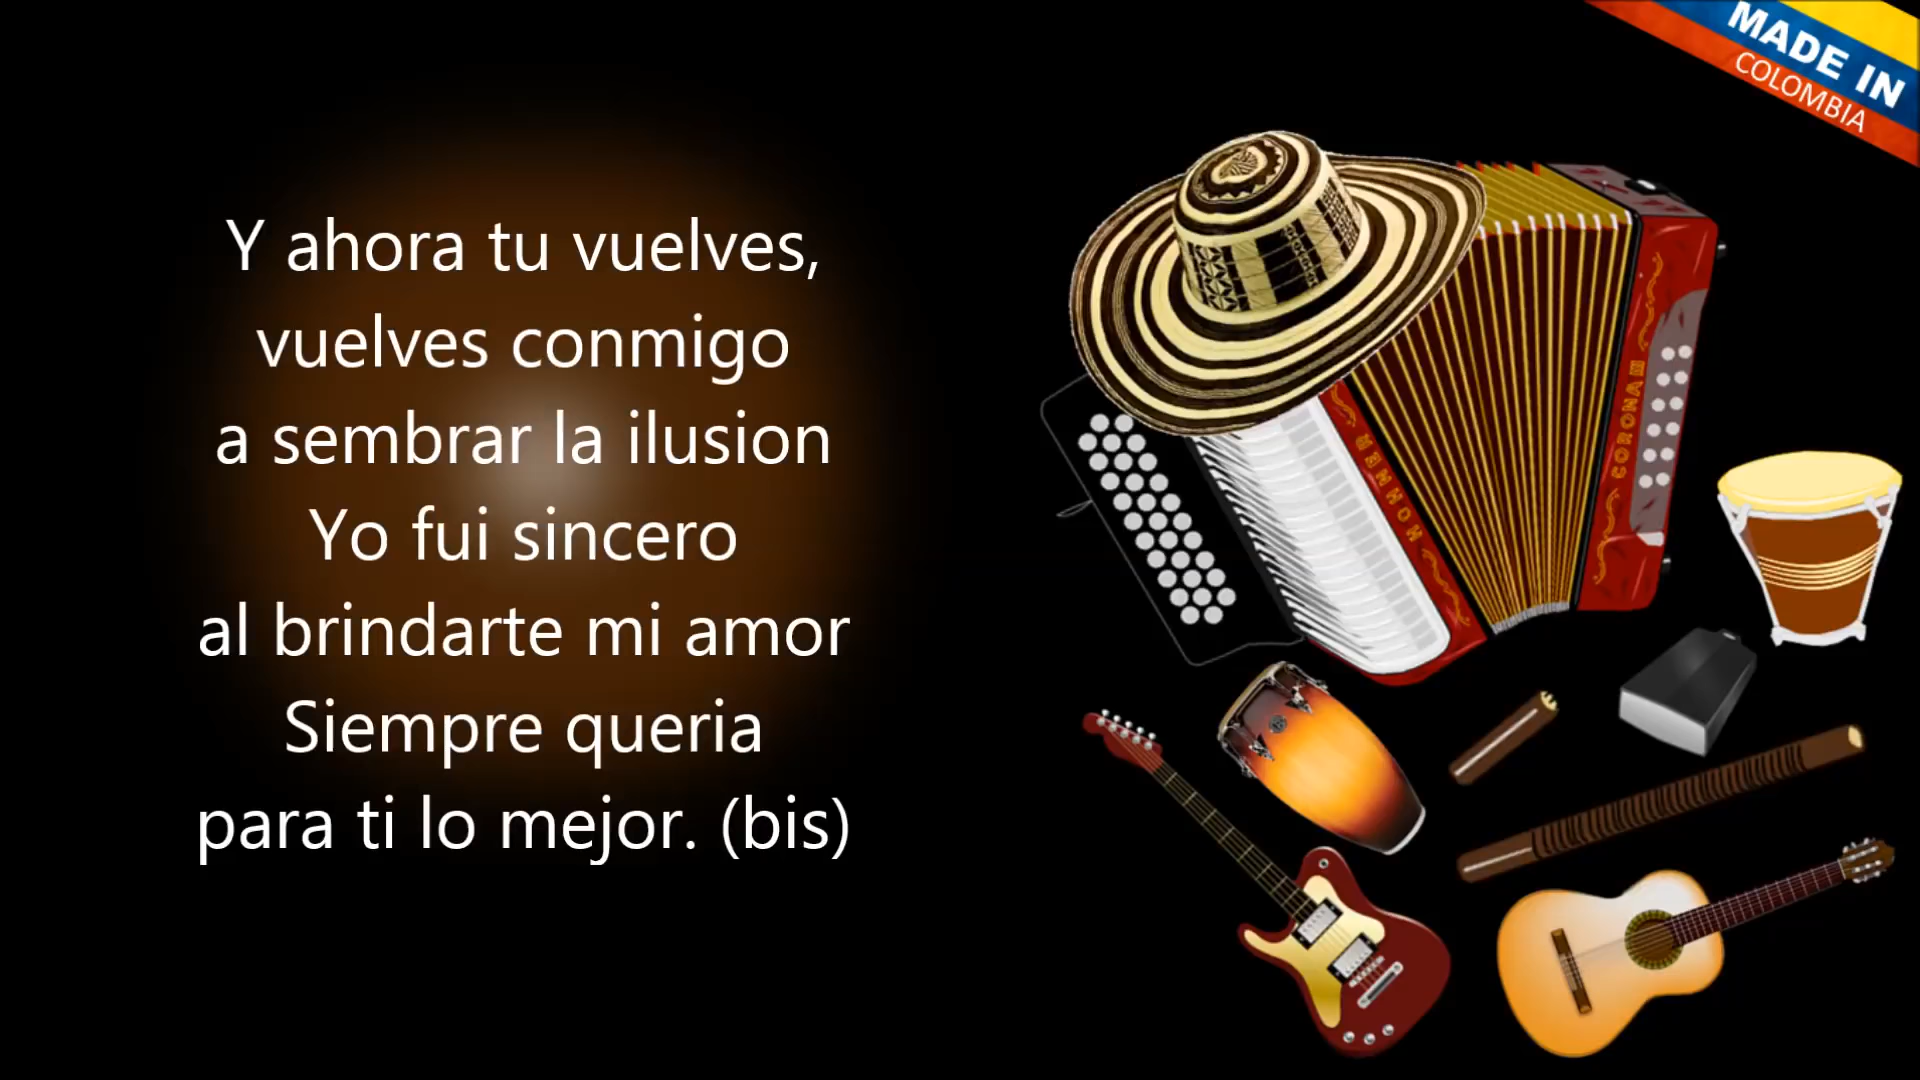 MADE IN
COLOMBIA
Y ahora tu vuelves,
vuelves conmigo
a sembrar la ilusion
Yo fui sincero
al brindarte mi amor
Siempre queria
para ti lo mejor. (bis)
HOHNER
CORONA III